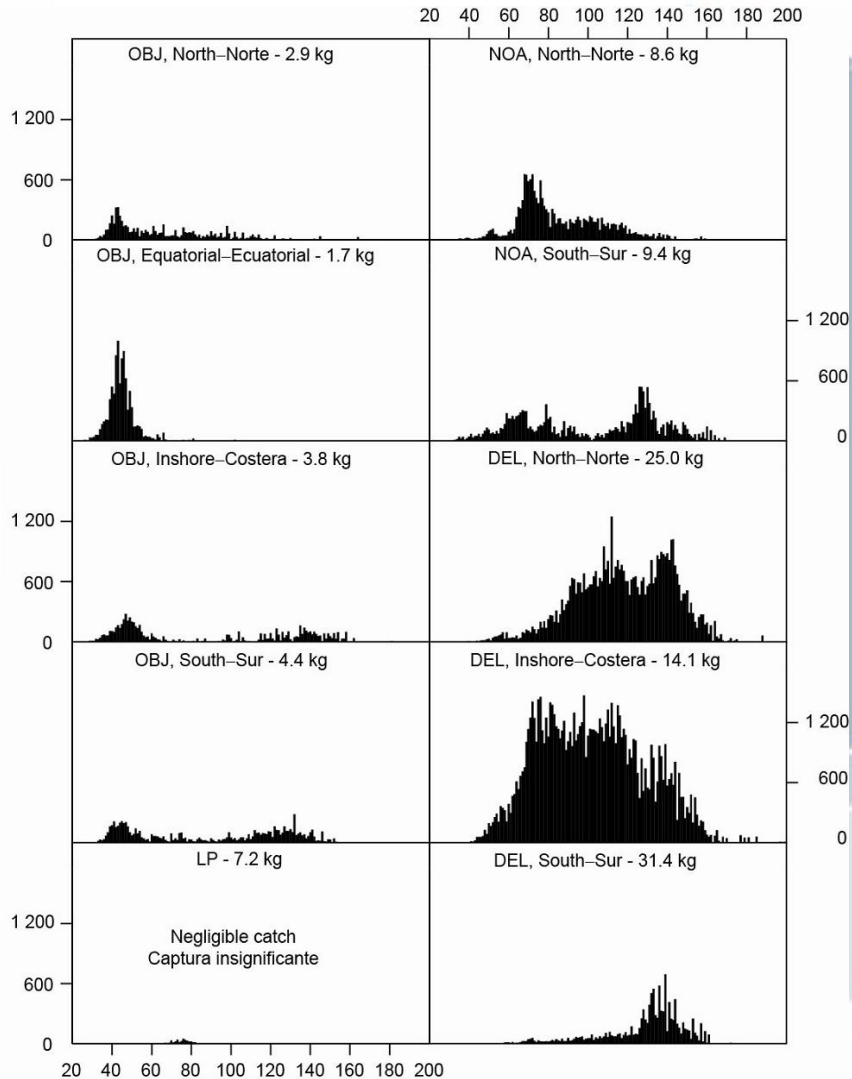 20 40 60 80 100 120 140 160 180 200
OBJ, North–Norte - 2.9 kg
1 200
600
0
NOA, North-Norte - 8.6 kg
OBJ, Equatorial–Ecuatorial - 1.7 kg
NOA, South-Sur - 9.4 kg
1 200
600
0
OBJ, Inshore–Costera - 3.8 kg
1 200
600
0
DEL, North-Norte - 25.0 kg
OBJ, South–Sur - 4.4 kg
DEL, Inshore–Costera - 14.1 kg
1 200
600
0
LP - 7.2 kg
Negligible catch
Captura insignificante
1 200
600
0
DEL, South–Sur - 31.4 kg
20 40 60 80 100 120 140 160 180 200